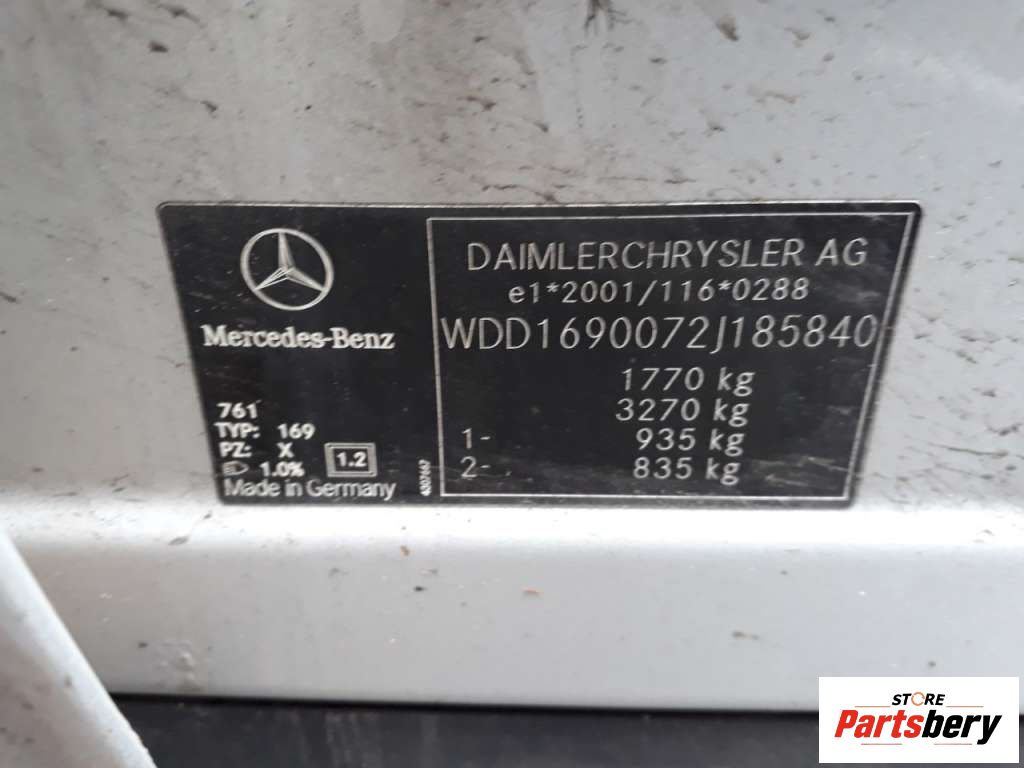 Mercedes-Benz
761
TYP: 169
PZ: X
1.0%
1.2
Made in Germany
4307667
DAIMLERCHRYSLER AG
e1*2001/116*0288
WDD1690072J185840
1770 kg
3270 kg
1- 935 kg
2- 835 kg
STORE
Partsbery